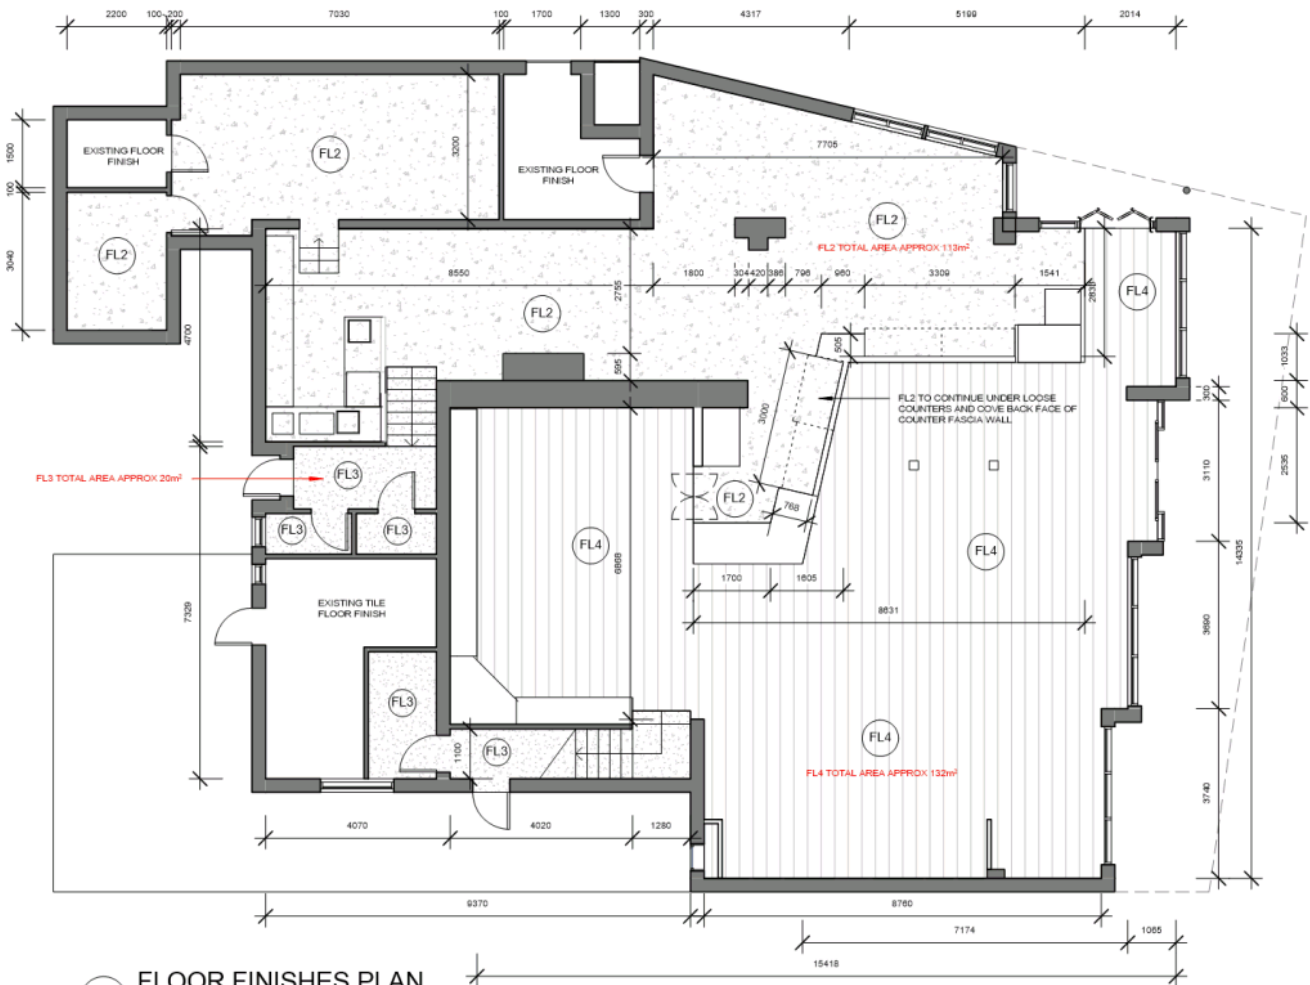 2200 100 200 7030 100 1700 1300 300 4317 5199 2014
1500
100
3040
EXISTING FLOOR
FINISH
FL2
3200
EXISTING FLOOR
FINISH
7705
FL2
FL2 TOTAL AREA APPROX 113m²
FL2
FL4
8550
2755
1800 304 420 386 796 960 3309 1541
FL2
4700
595
505
1033
600
300
2535
3000
FL2 TO CONTINUE UNDER LOOSE
COUNTERS AND COVE BACK FACE OF
COUNTER FASCIA WALL
3110
FL3 TOTAL AREA APPROX 20m²
FL3
FL3
FL3
FL2
768
FL4
6868
FL4
14335
1700 1605
EXISTING TILE
FLOOR FINISH
7329
8631
3690
FL3
1100
FL3
FL4
FL4 TOTAL AREA APPROX 132m²
3740
4070 4020 1280
9370 8760
7174 1065
15418
FLOOR FINISHES PLAN